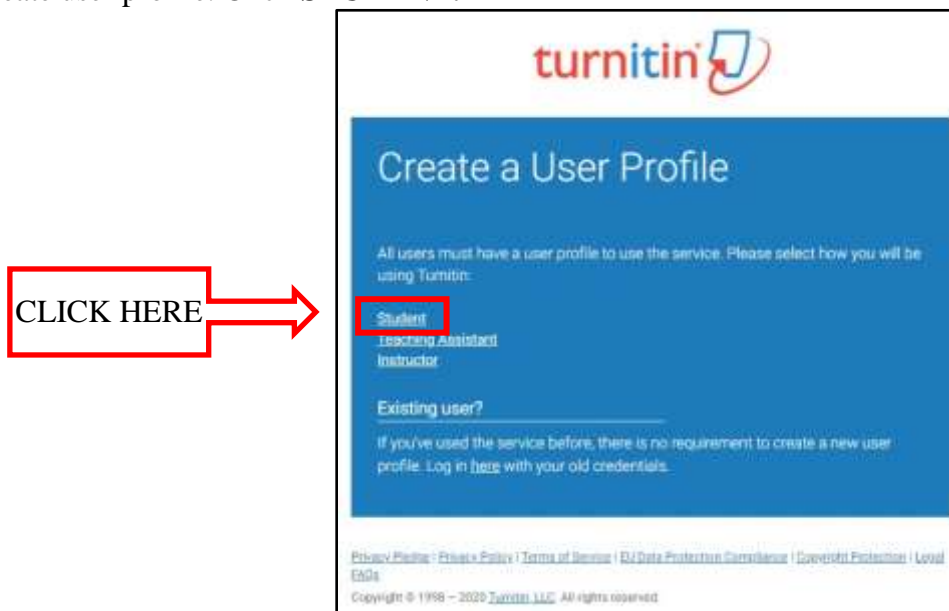 turnitin
Create a User Profile
All users must have a user profile to use the service. Please select how you will be
using Turnitin:
CLICK HERE
Student
Teaching Assistant
Instructor
Existing user?
If you've used the service before, there is no requirement to create a new user
profile. Log in here with your old credentials.
Privacy Pledge | Privacy Policy | Terms of Service | EU Data Protection Compliance | Copyright Protection | Legal
FAQs
Copyright © 1998 – 2020 Turnitin, LLC. All rights reserved.